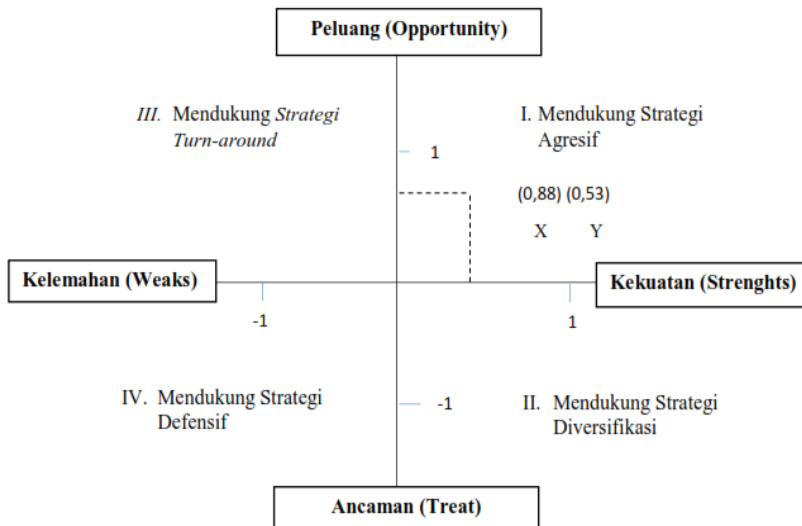 Peluang (Opportunity)
III. Mendukung Strategi
Turn-around
I. Mendukung Strategi
Agresif
1
(0,88) (0,53)
X Y
Kelemahan (Weaks)
Kekuatan (Strenghts)
-1
1
IV. Mendukung Strategi
Defensif
-1
II. Mendukung Strategi
Diversifikasi
Ancaman (Treat)